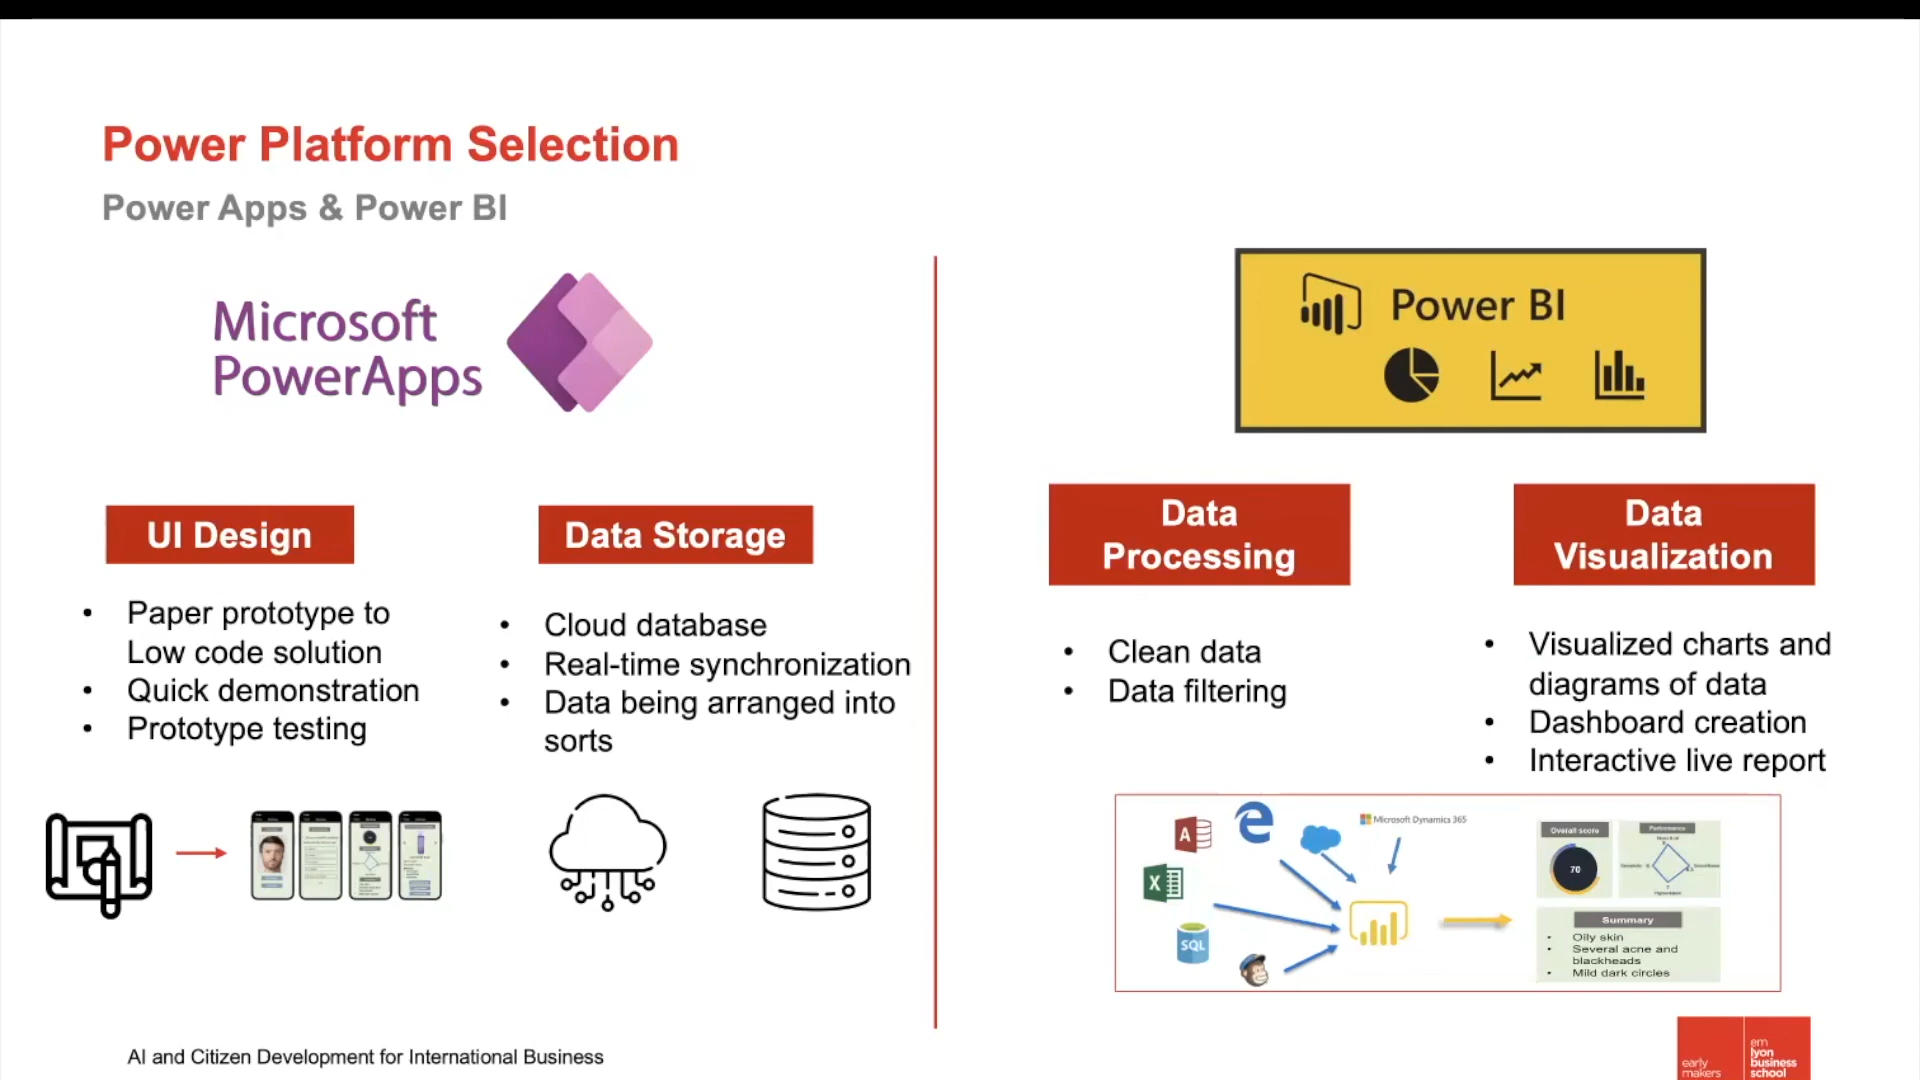 Power Platform Selection
Power Apps & Power BI
Microsoft
PowerApps
UI Design
• Paper prototype to
Low code solution
• Quick demonstration
• Prototype testing
Data Storage
• Cloud database
• Real-time synchronization
• Data being arranged into
sorts
Power BI
Data
Processing
• Clean data
• Data filtering
Data
Visualization
• Visualized charts and
diagrams of data
• Dashboard creation
• Interactive live report
A
Microsoft Dynamics 365
X
SQL
Overall score
70
Performance
Summary
• Oily skin
• Several acne and
blackheads
• Mild dark circles
AI and Citizen Development for International Business
early
makers
em
lyon
business
school